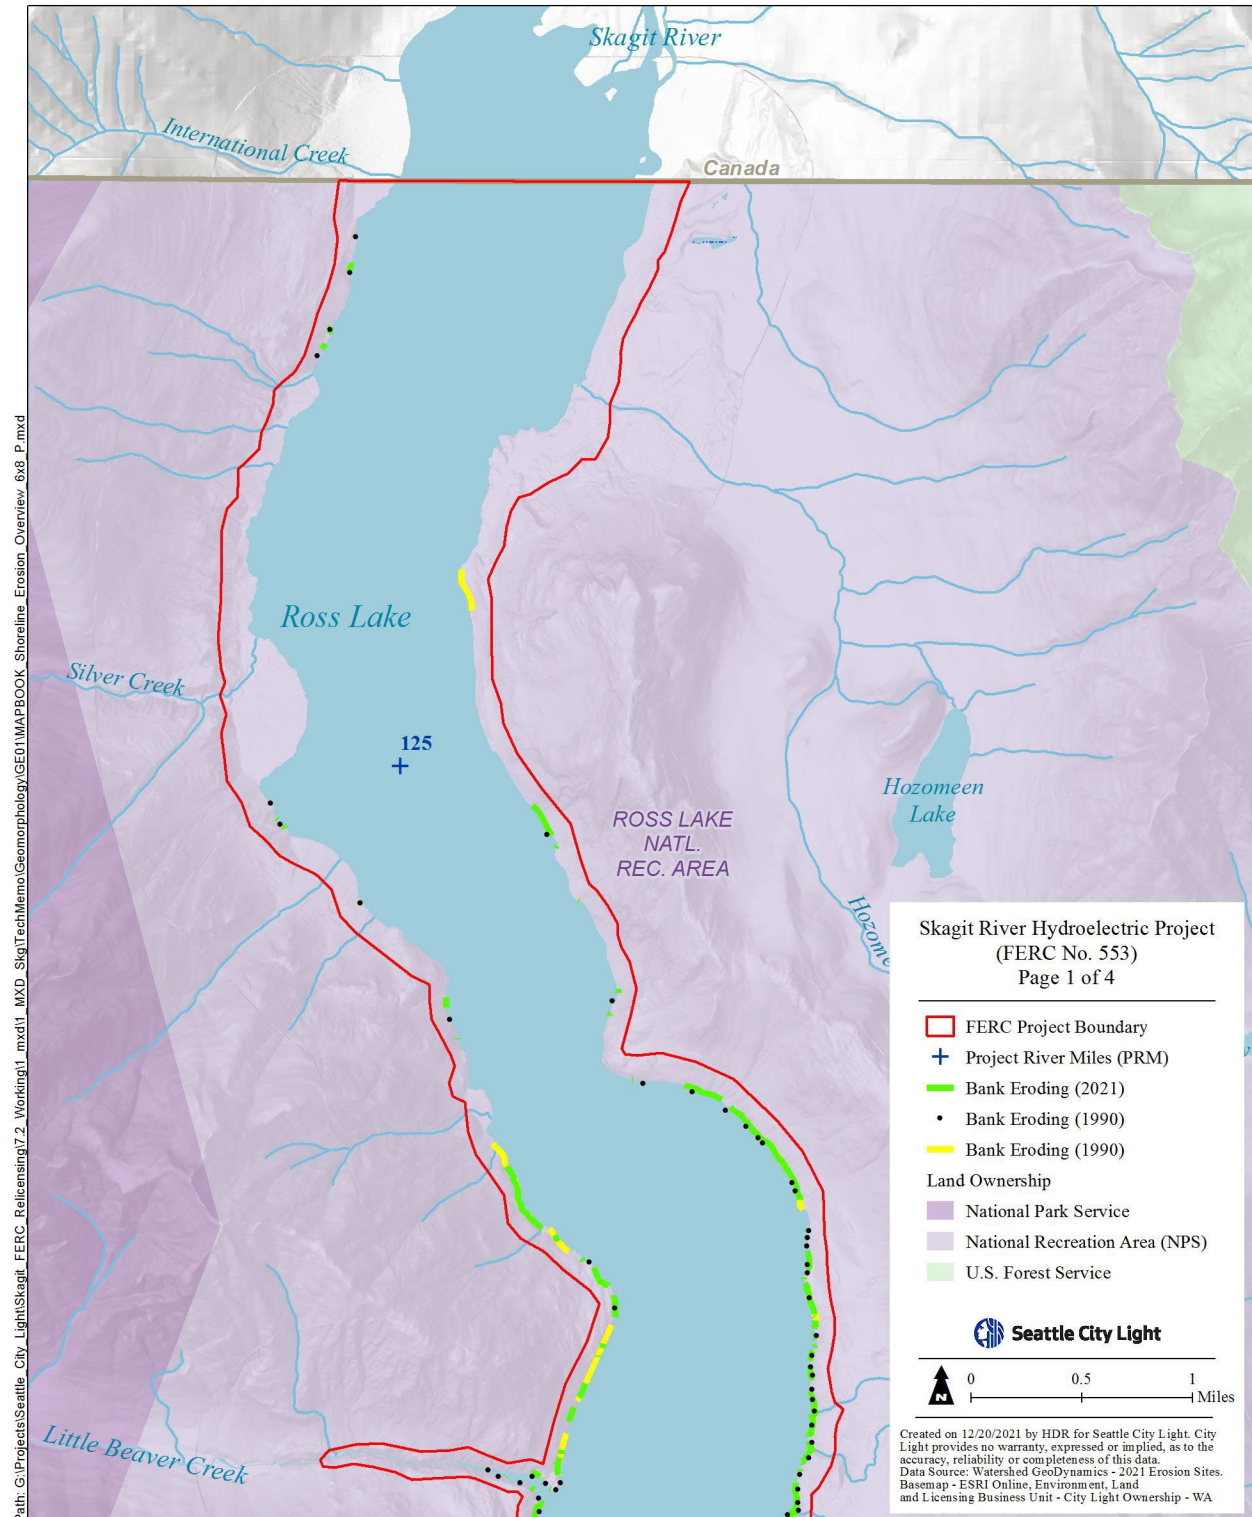 Skagit River
International Creek
Canada
Ross Lake
Silver Creek
125
Hozomeen
Lake
ROSS LAKE
NATL.
REC. AREA
Hozome
Little Beaver Creek
Skagit River Hydroelectric Project
(FERC No. 553)
Page 1 of 4
FERC Project Boundary
Project River Miles (PRM)
Bank Eroding (2021)
Bank Eroding (1990)
Bank Eroding (1990)
Land Ownership
National Park Service
National Recreation Area (NPS)
U.S. Forest Service
Seattle City Light
N
0 0.5 1
Miles
Created on 12/20/2021 by HDR for Seattle City Light. City
Light provides no warranty, expressed or implied, as to the
accuracy, reliability or completeness of this data.
Data Source: Watershed GeoDynamics - 2021 Erosion Sites.
Basemap - ESRI Online, Environment, Land
and Licensing Business Unit - City Light Ownership - WA
Path: G:\Projects\Seattle_City_Light\Skagit_FERC_Relicensing\7.2_Working\1_mxd\1_MXD_Skg\TechMemo\Geomorphology\GE01\MAPBOOK_Shoreline_Erosion_Overview_6x8_P.mxd